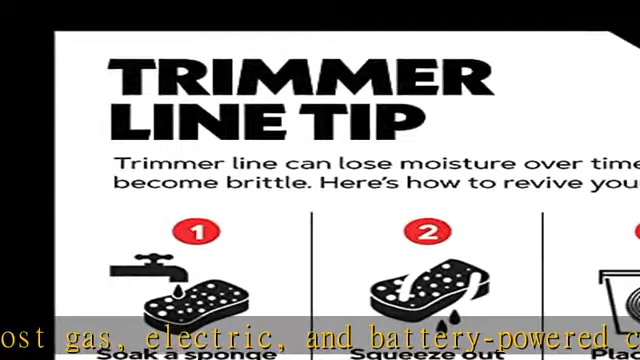 TRIMMER
LINE TIP
Trimmer line can lose moisture over time
become brittle. Here's how to revive you
1
2
ost gas, electric, and battery-powered c
Soak a sponge
Squeeze out
Pla